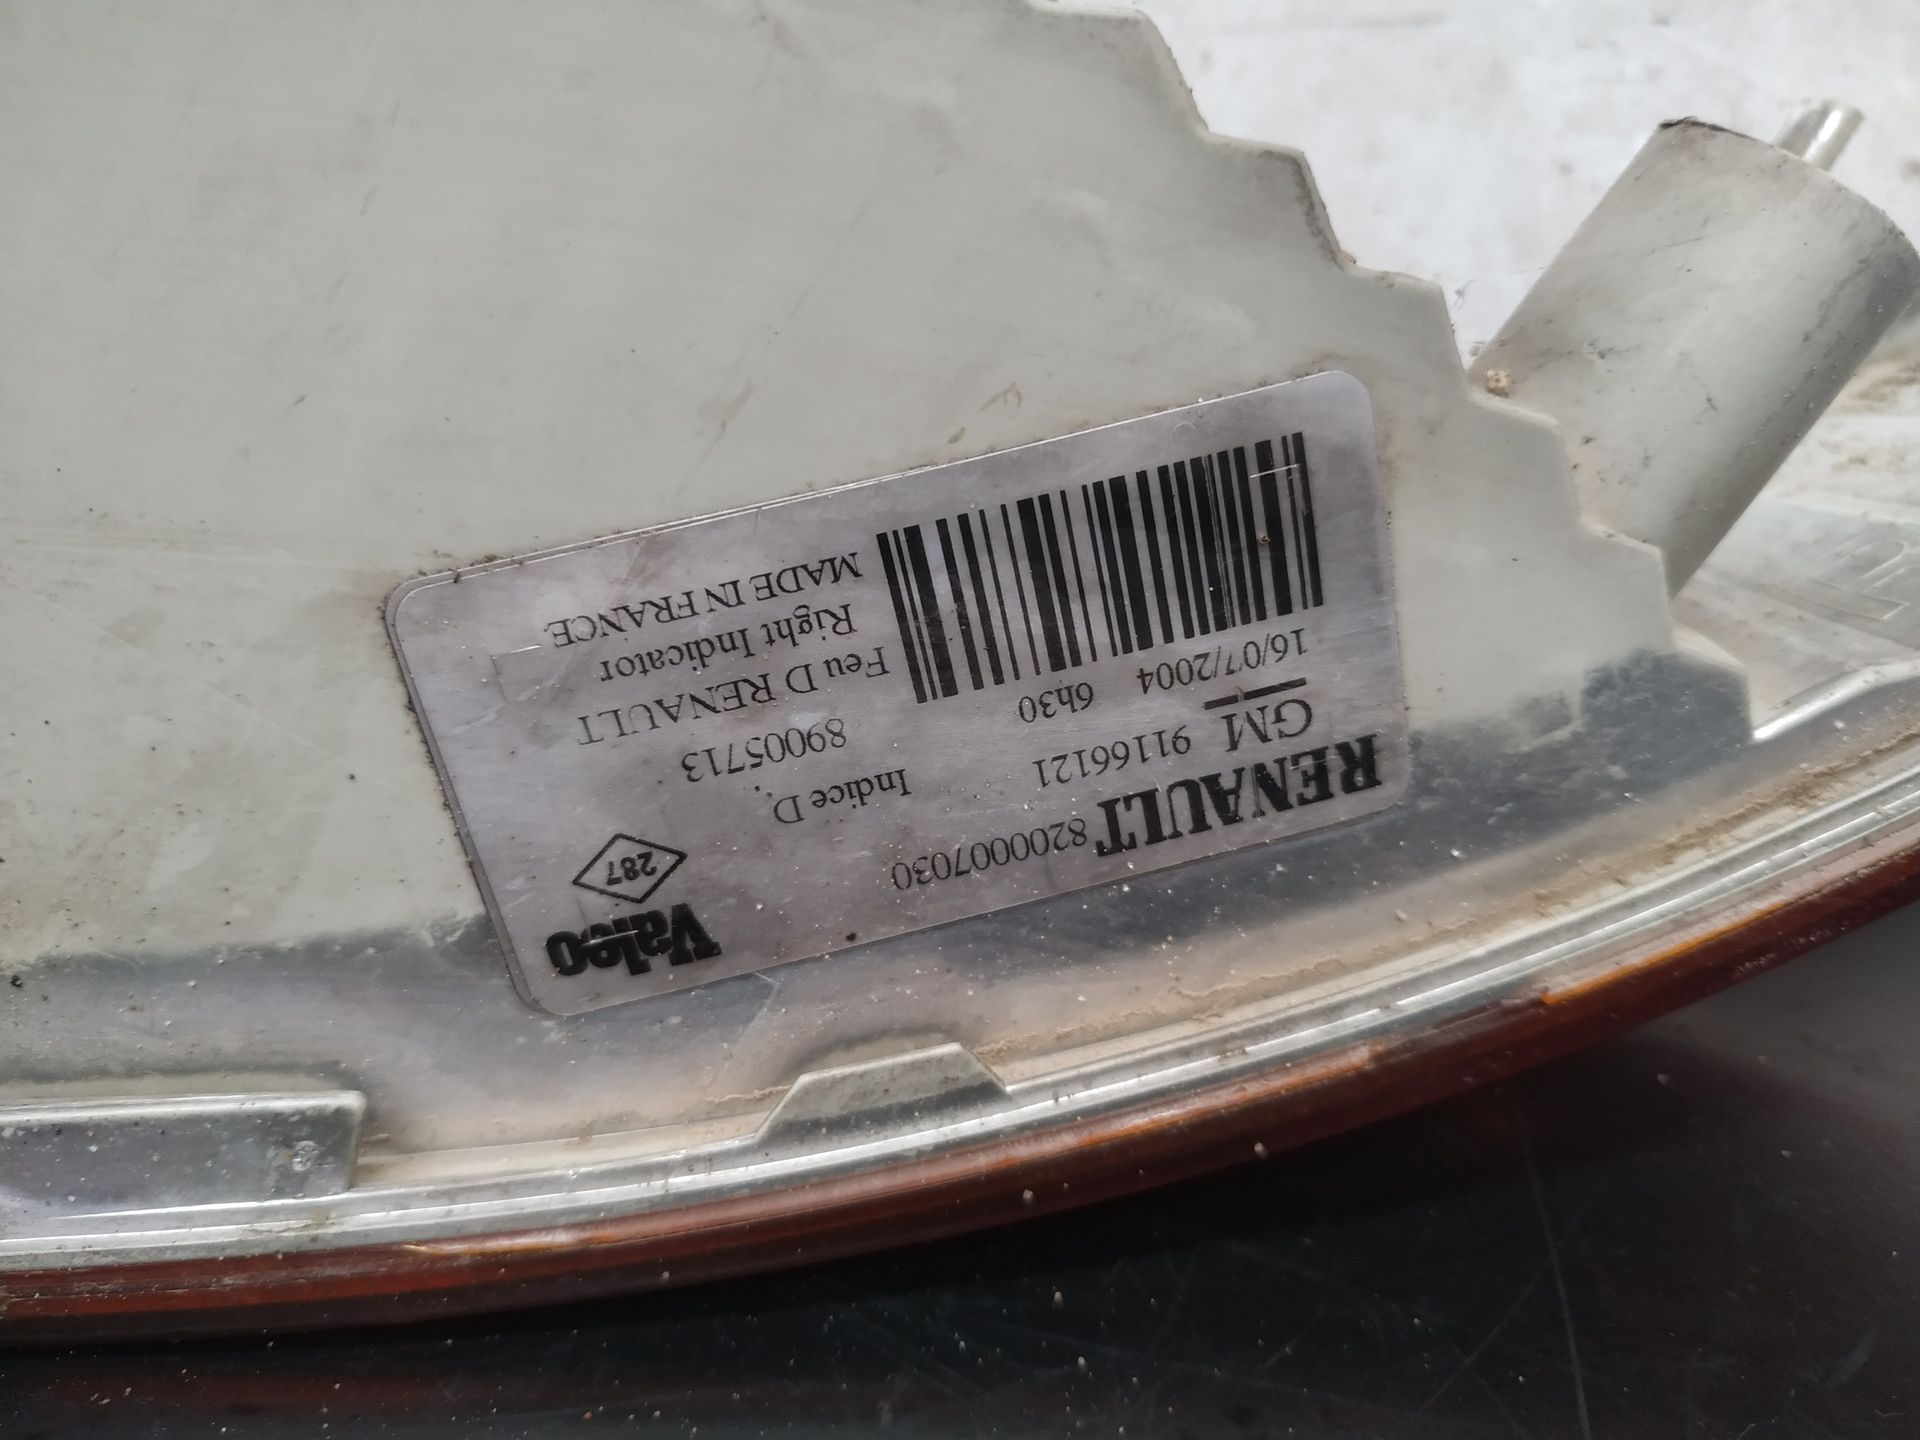 RENAULT 8200007030
Valeo
GM 91166121
Indice D
287
16/07/2004 6h30
89005713
Feu D RENAULT
Right Indicator
MADE IN FRANCE